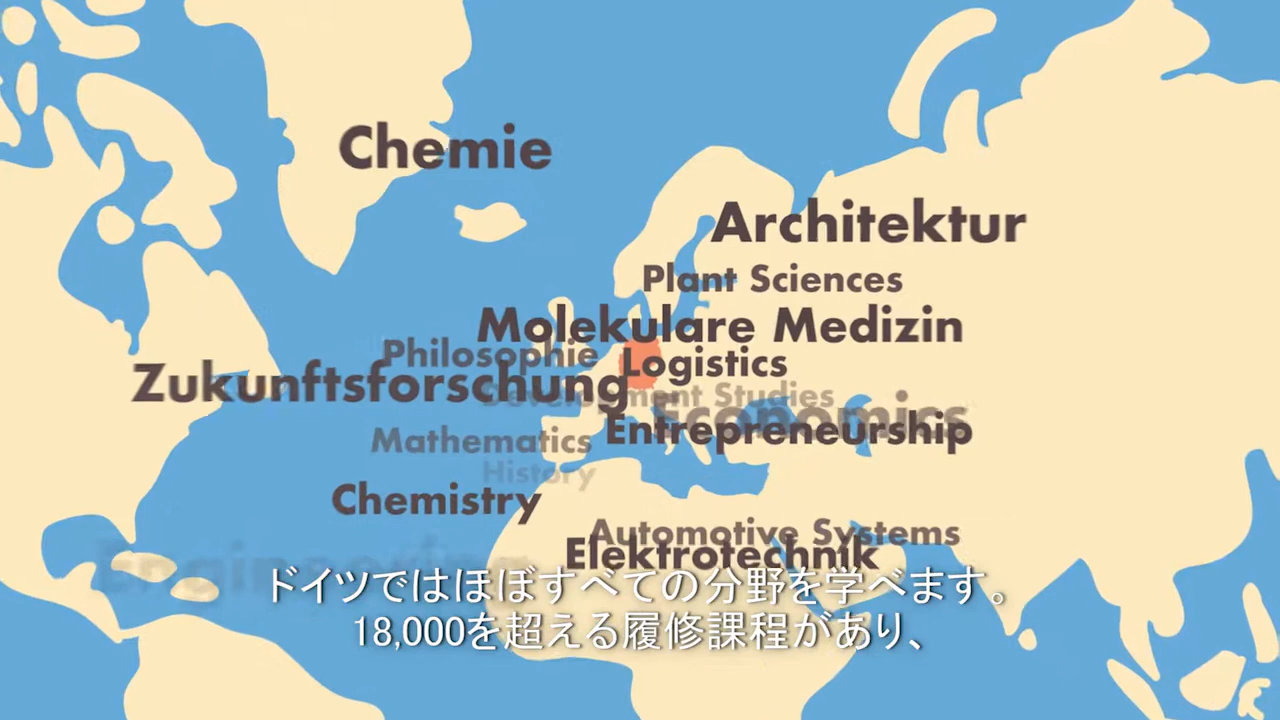 Chemie
Architektur
Plant Sciences
Molekulare Medizin
Philosophie
Logistics
Zukunftsforschung
Development Studies
Economics
Entrepreneurship
Mathematics
History
Chemistry
Automotive Systems
Elektrotechnik
Engineering
ドイツではほぼすべての分野を学べます。
18,000を超える履修課程があり、